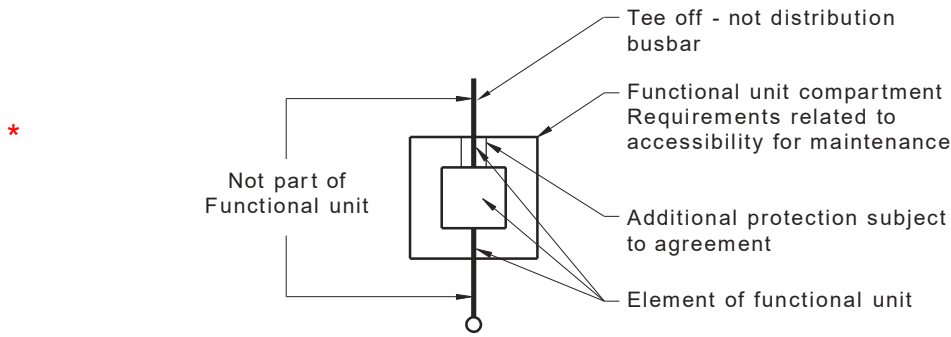 Tee off - not distribution
busbar
Functional unit compartment
Requirements related to
accessibility for maintenance
*
Not part of
Functional unit
Additional protection subject
to agreement
Element of functional unit